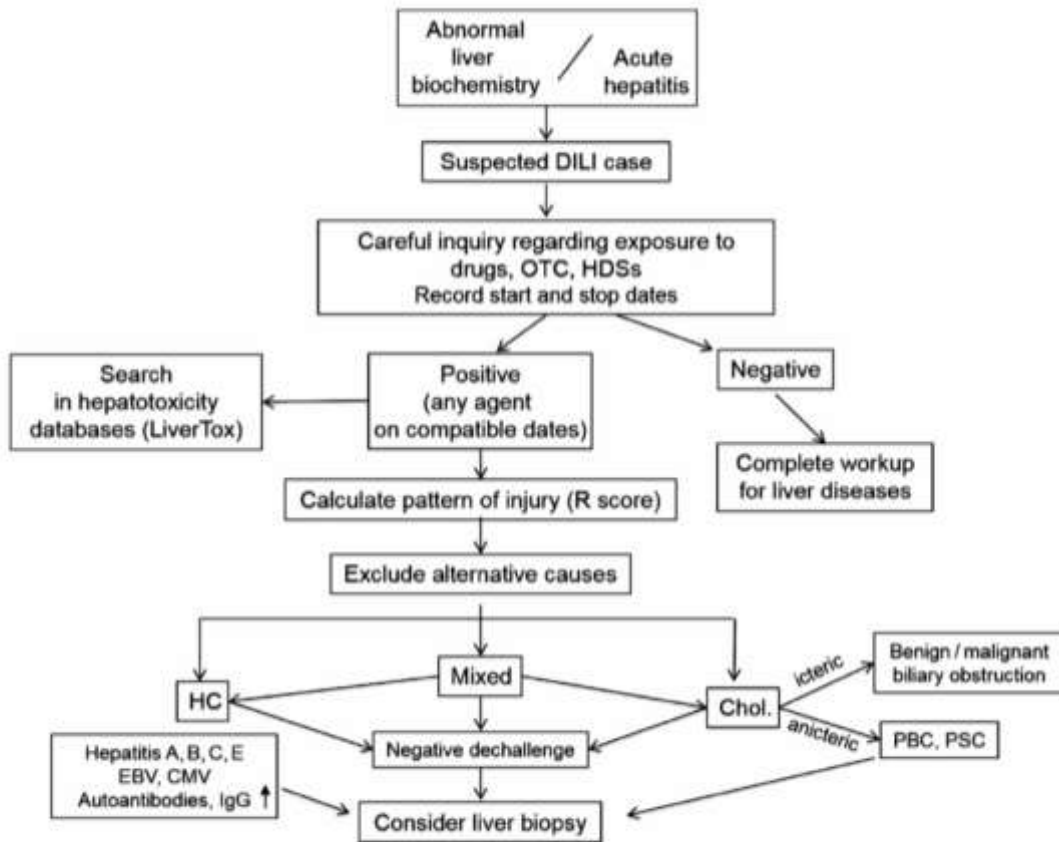 Abnormal
liver
biochemistry
Acute
hepatitis
Suspected DILI case
Careful inquiry regarding exposure to
drugs, OTC, HDSs
Record start and stop dates
Search
in hepatotoxicity
databases (LiverTox)
Positive
(any agent
on compatible dates)
Negative
Complete workup
for liver diseases
Calculate pattern of injury (R score)
Exclude alternative causes
HC
Mixed
Chol.
icteric
anicteric
Benign / malignant
biliary obstruction
PBC, PSC
Negative dechallenge
Hepatitis A, B, C, E
EBV, CMV
Autoantibodies, IgG
Consider liver biopsy